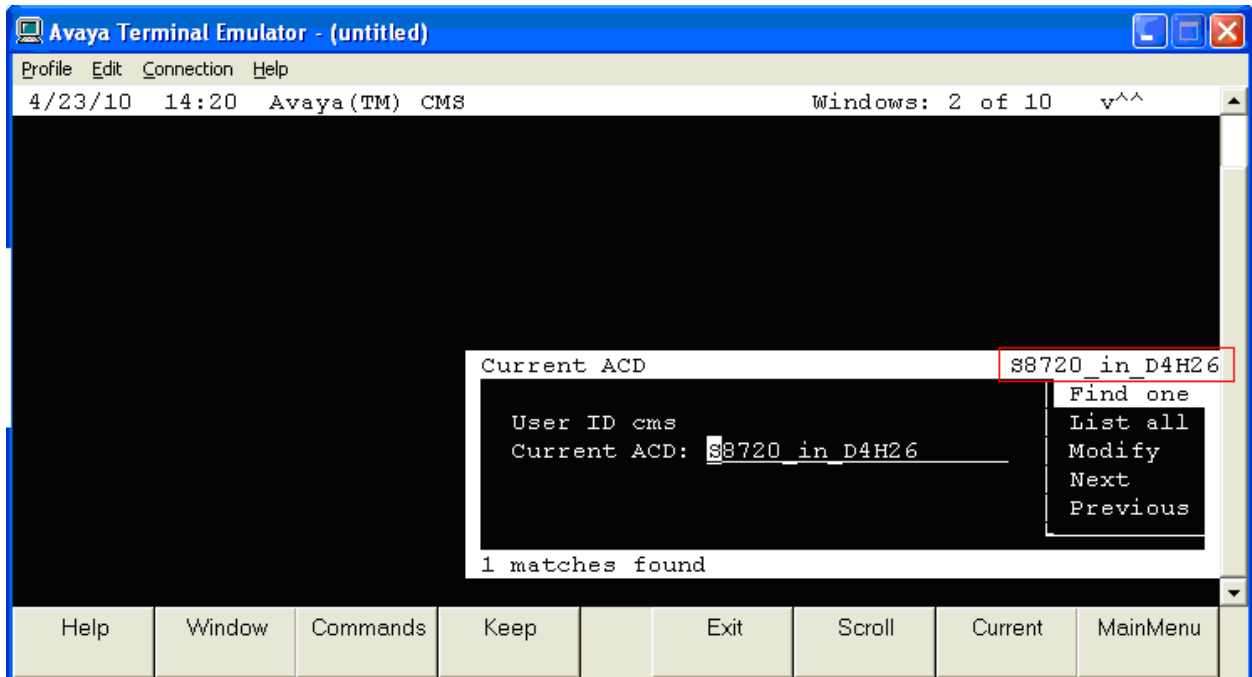 Avaya Terminal Emulator - (untitled)
Profile Edit Connection Help
4/23/10 14:20 Avaya(TM) CMS Windows: 2 of 10 v^^
Current ACD S8720_in_D4H26
Find one
User ID cms List all
Current ACD: S8720_in_D4H26 Modify
Next
Previous
1 matches found
Help Window Commands Keep Exit Scroll Current MainMenu